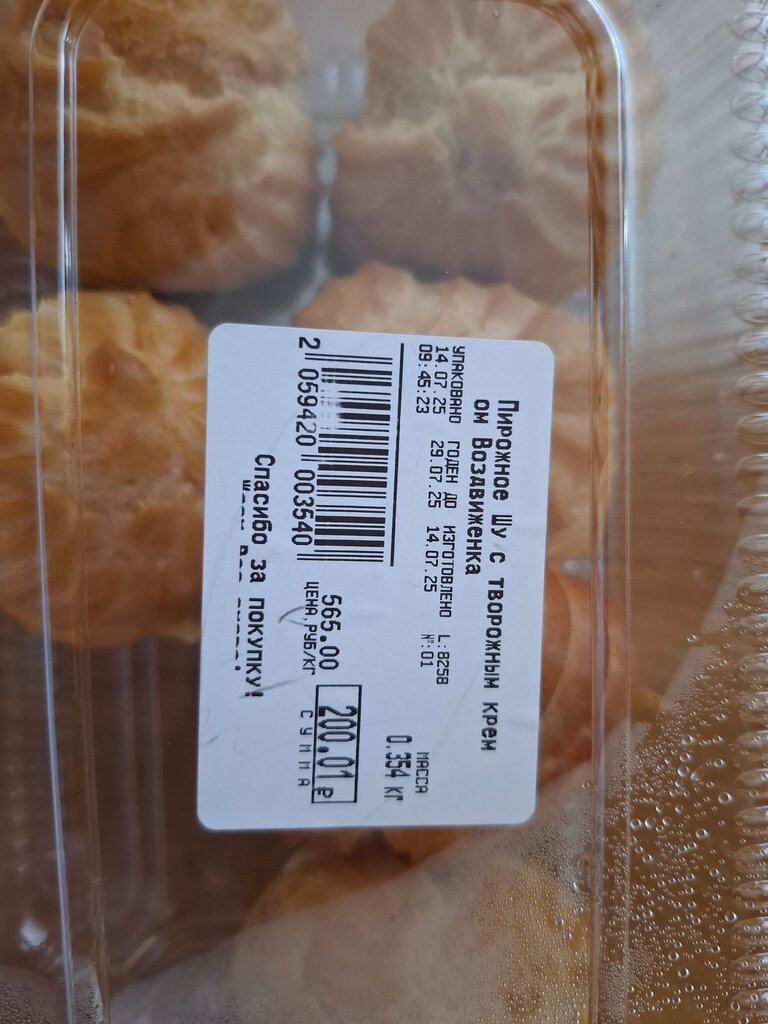 Пирожное Шу с творожным крем
ом Воздвиженка
УПАКОВАНО ГОДЕН ДО ИЗГОТОВЛЕНО L:8258
14.07.25 29.07.25 14.07.25 №:01
09:45:23
МАССА
0.354 КГ
2 059420 003540
565.00
ЦЕНА,РУБ/КГ
200.01 ₽
СУММА
Спасибо за покупку!